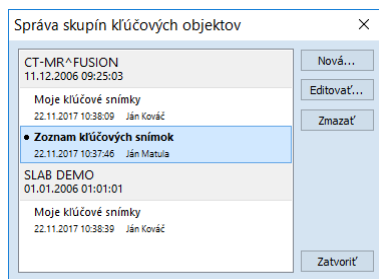 Správa skupín kľúčových objektov
CT-MR^FUSION
11.12.2006 09:25:03
Moje kľúčové snímky
22.11.2017 10:38:09 Ján Kováč
• Zoznam kľúčových snímok
22.11.2017 10:37:46 Ján Matula
SLAB DEMO
01.01.2006 01:01:01
Moje kľúčové snímky
22.11.2017 10:38:39 Ján Kováč
Nová...
Editovať...
Zmazať
Zatvoriť